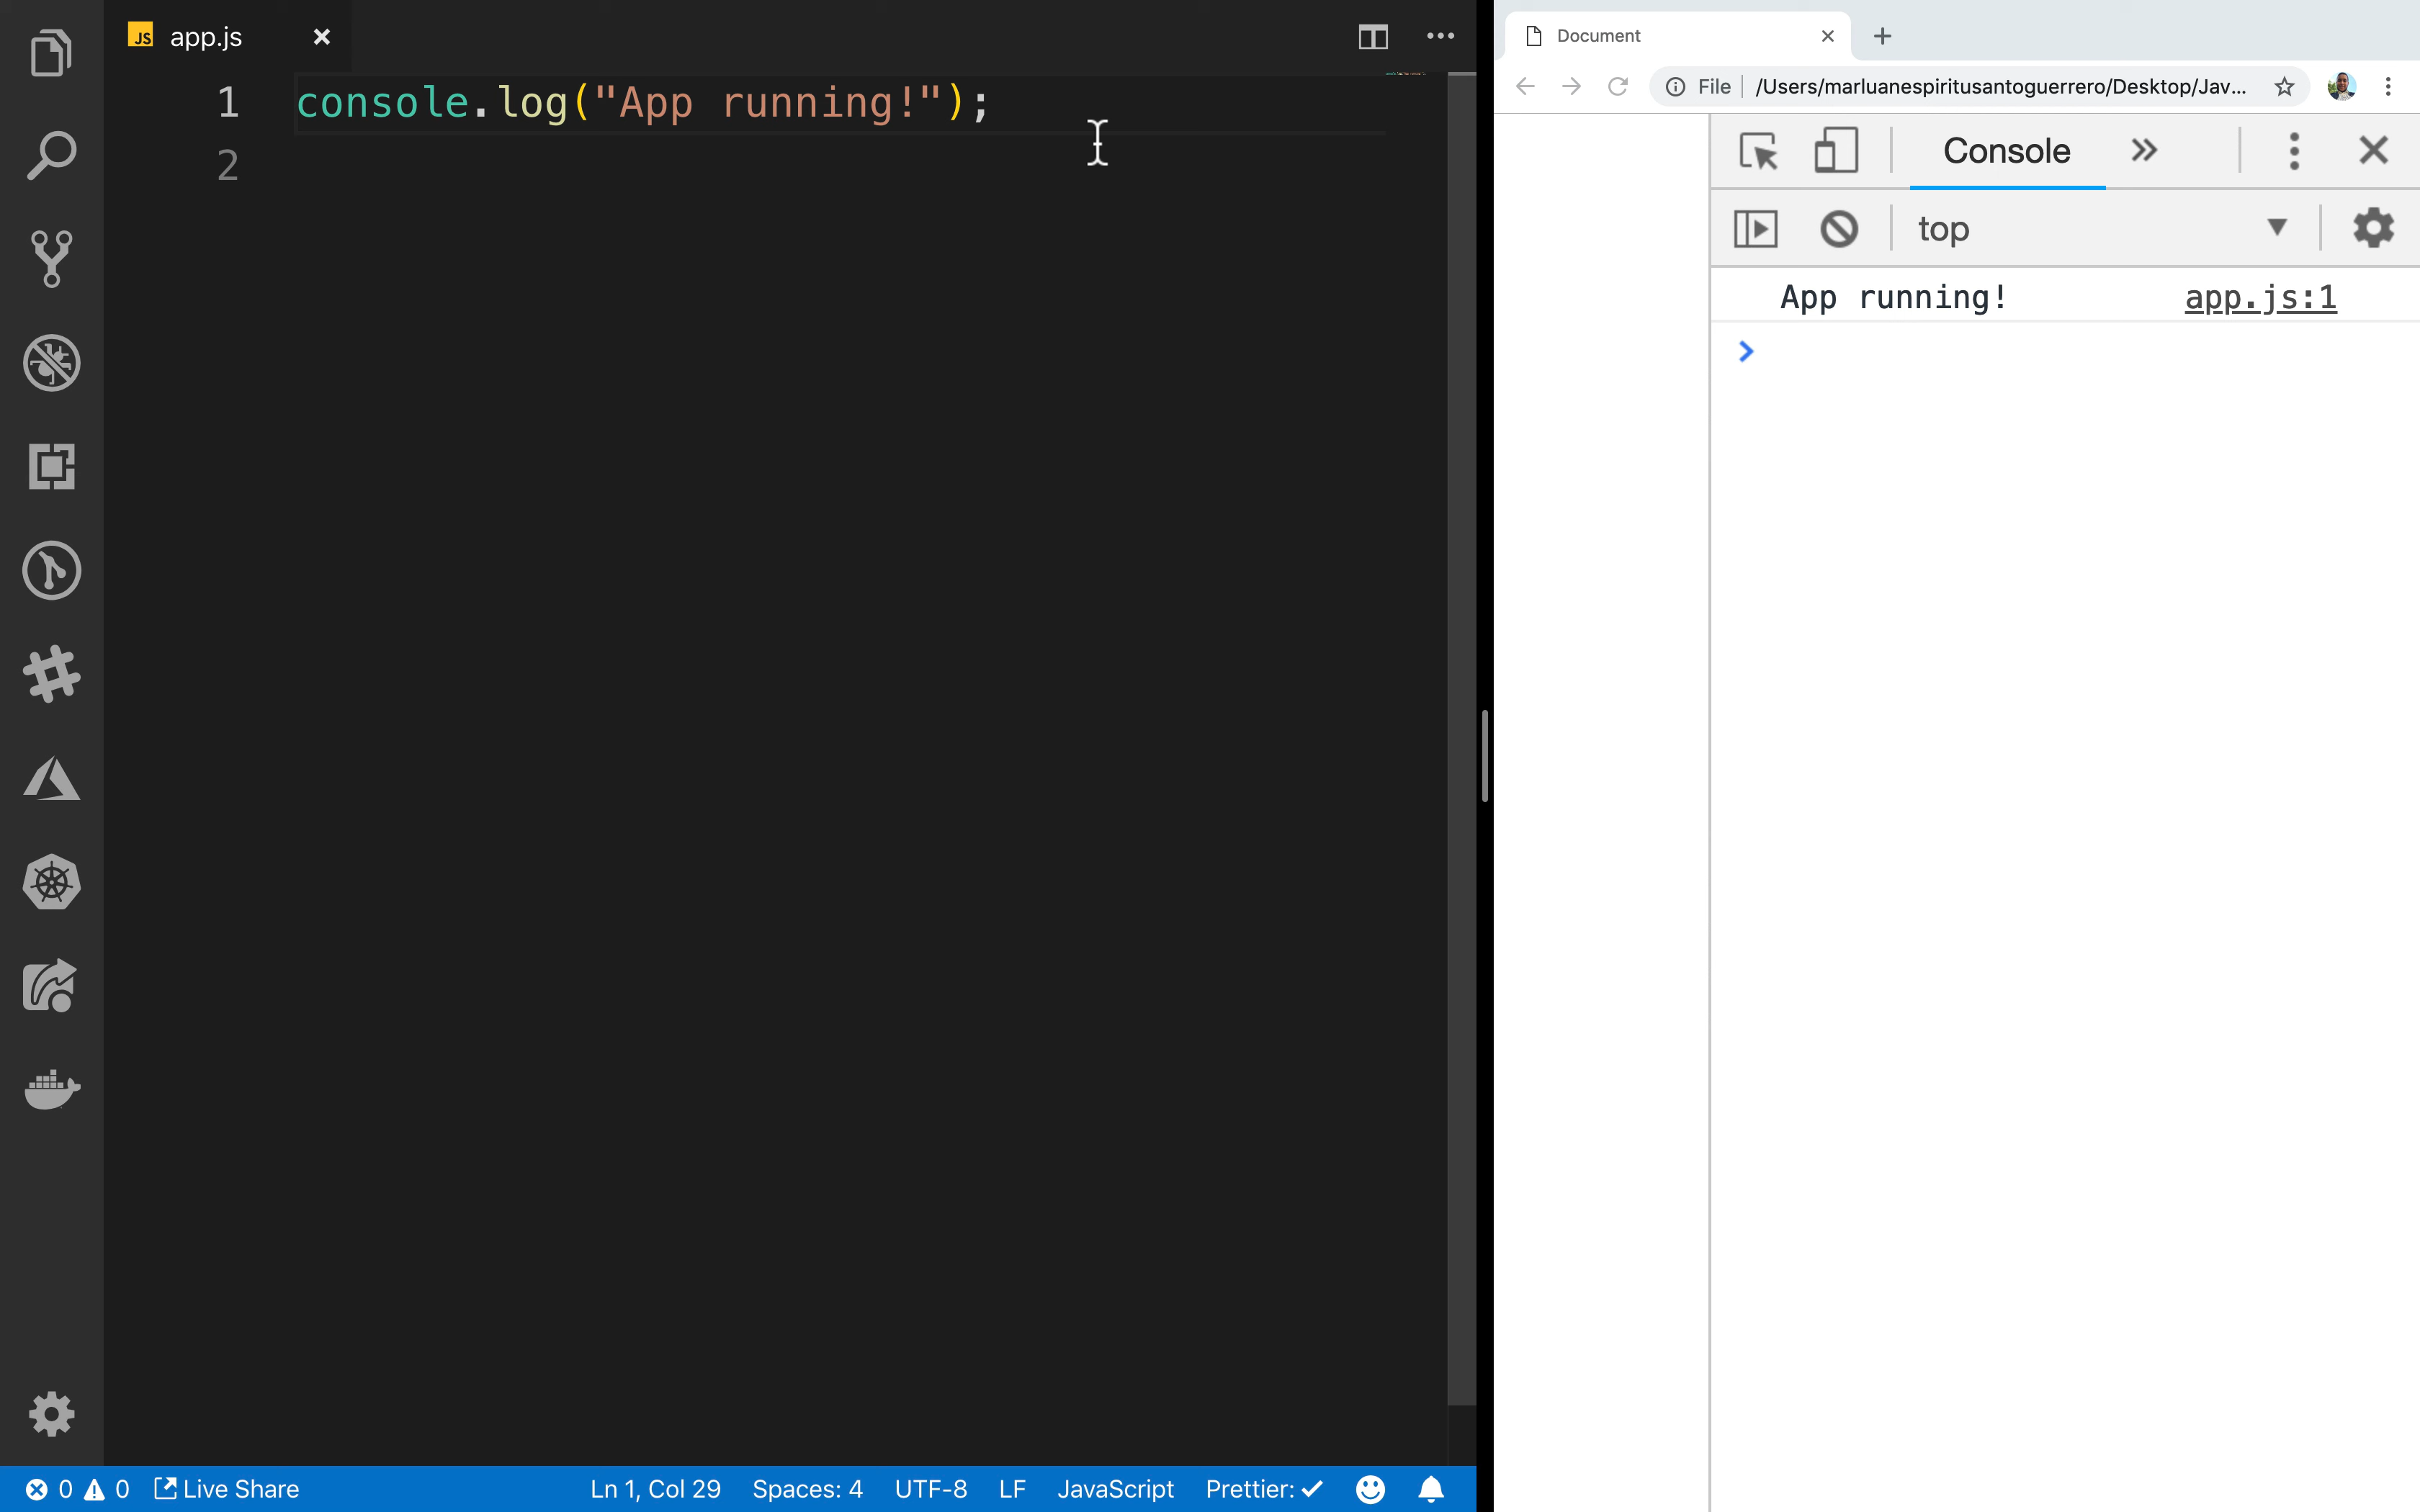 JS app.js
1 console.log("App running!");
2
0 0 Live Share Ln 1, Col 29 Spaces: 4 UTF-8 LF JavaScript Prettier:
Document
File /Users/marluanespiritusantoguerrero/Desktop/Jav...
Console
top
App running! app.js:1